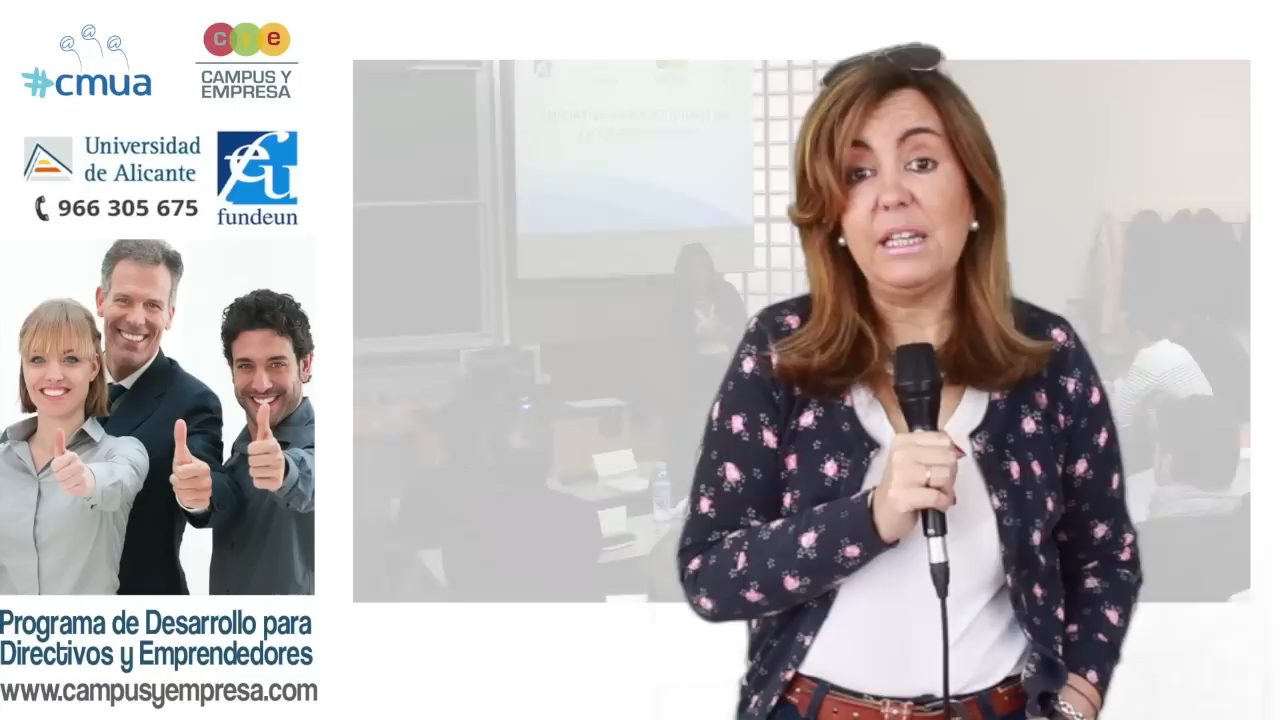 #cmua
cye
CAMPUS Y
EMPRESA
Universidad
de Alicante
966 305 675
fundeun
Programa de Desarrollo para
Directivos y Emprendedores
www.campusyempresa.com